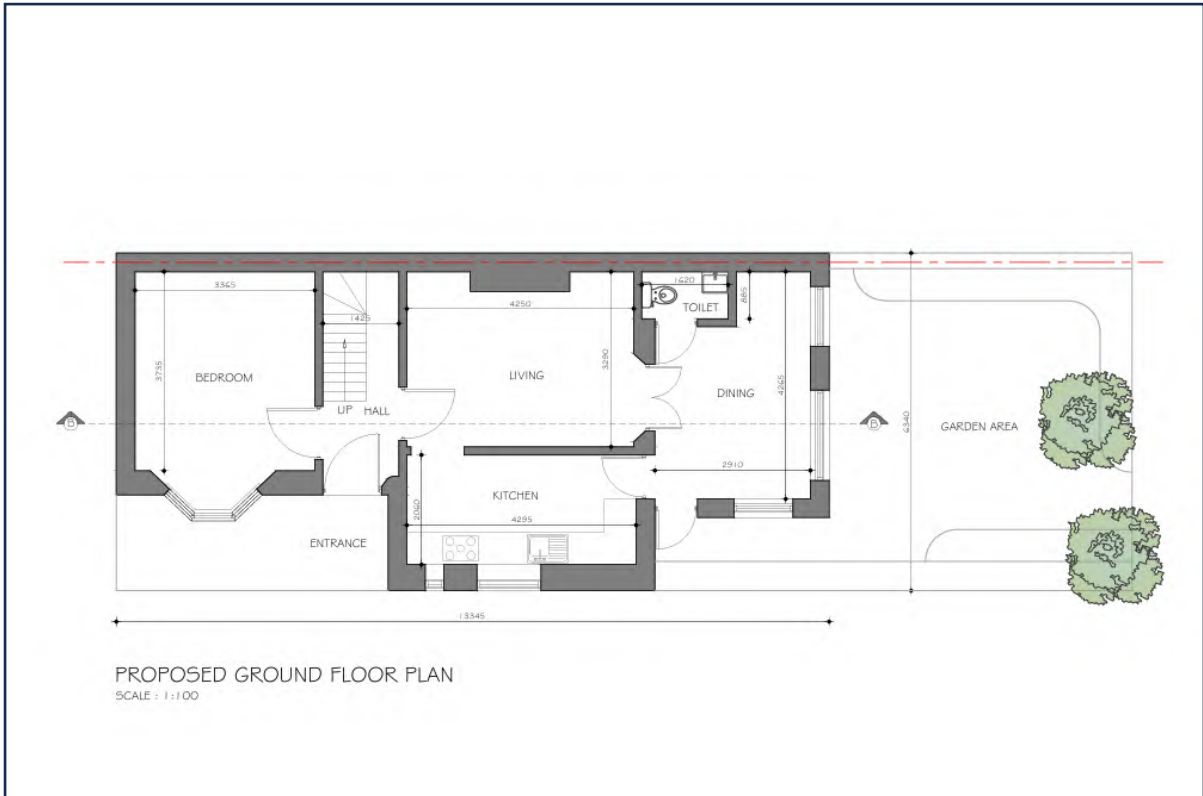 3365
1425
4250
1620
TOILET
885
3735
BEDROOM
LIVING
3290
DINING
4265
UP HALL
B
B
6340
GARDEN AREA
2910
KITCHEN
2060
4295
ENTRANCE
13345
PROPOSED GROUND FLOOR PLAN
SCALE : 1:100